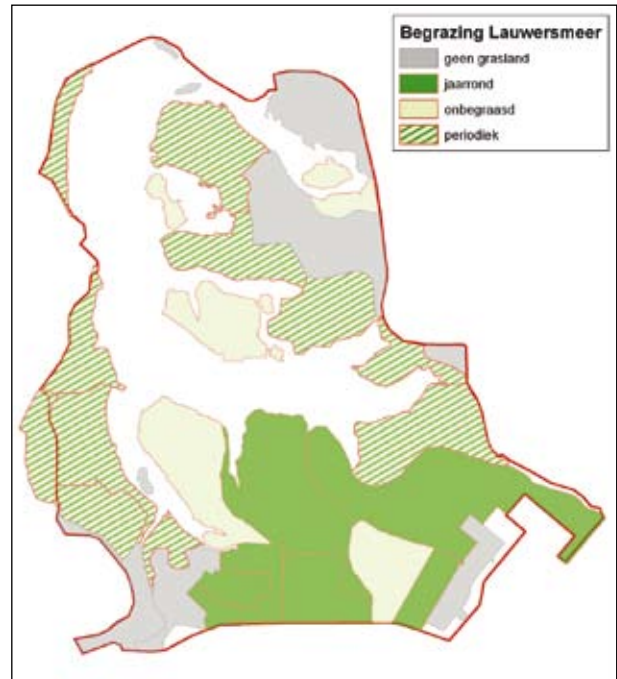 Begrazing Lauwersmeer
geen grasland
jaarrond
onbegraasd
periodiek